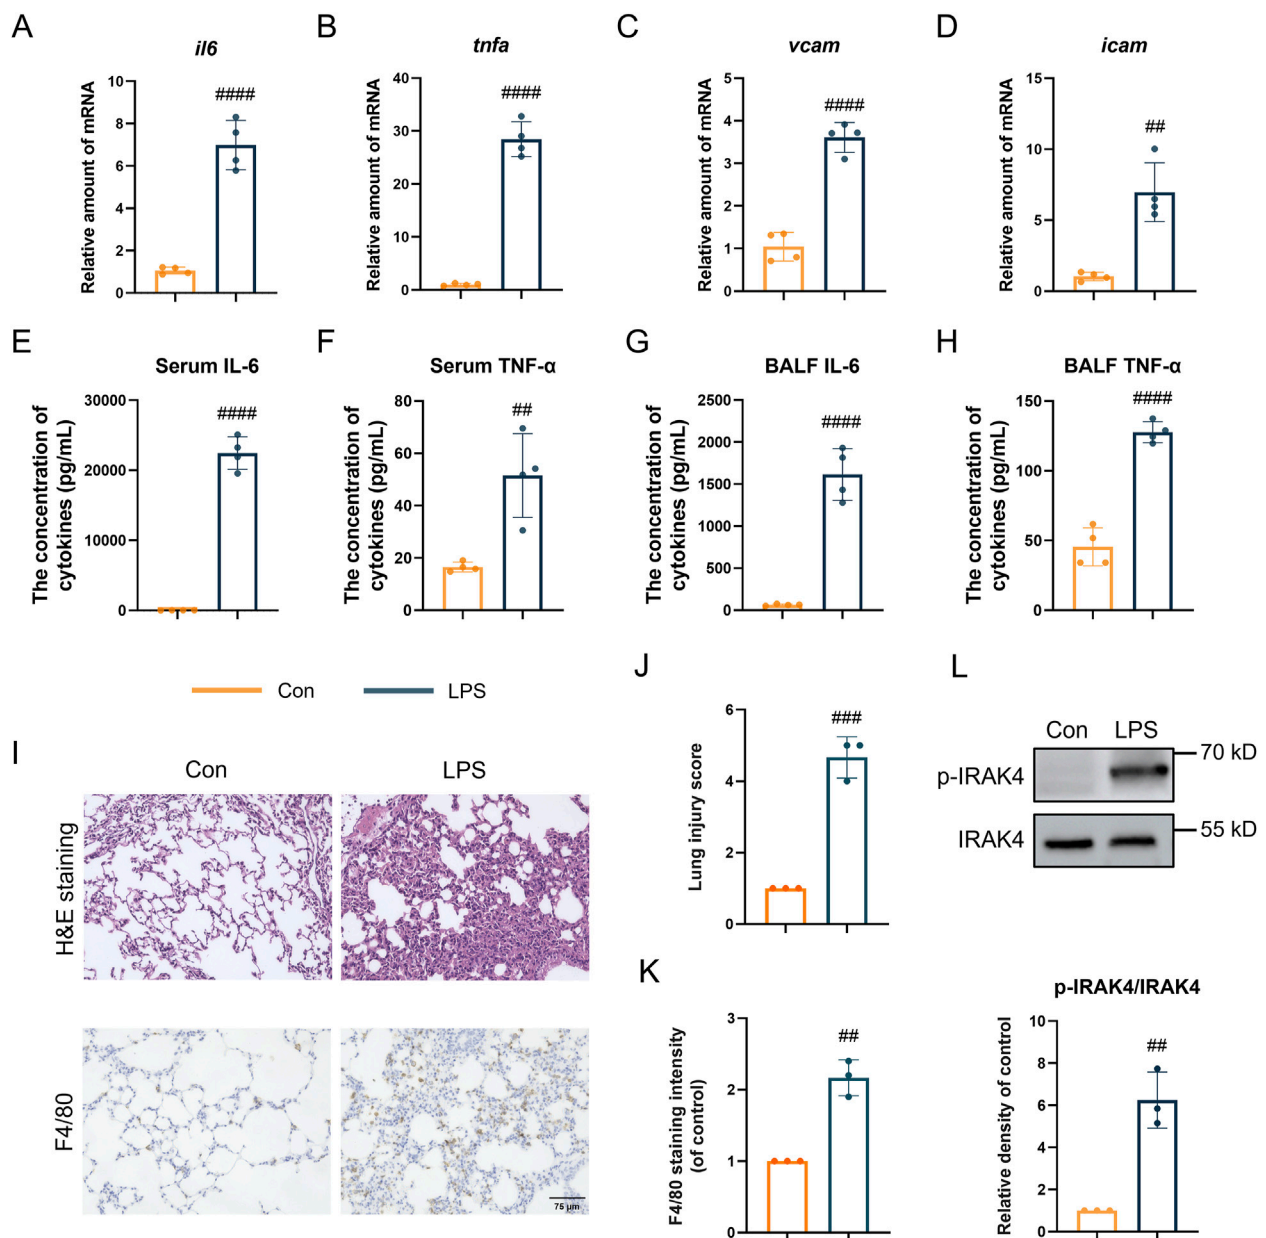 A
il6
Relative amount of mRNA
10
8
6
4
2
0
####
B
tnfa
Relative amount of mRNA
40
30
20
10
0
####
C
vcam
Relative amount of mRNA
5
4
3
2
1
0
####
D
icam
Relative amount of mRNA
15
10
5
0
##
E
Serum IL-6
The concentration of
cytokines (pg/mL)
30000
20000
10000
0
####
F
Serum TNF-α
The concentration of
cytokines (pg/mL)
80
60
40
20
0
##
G
BALF IL-6
The concentration of
cytokines (pg/mL)
2500
2000
1500
1000
500
0
####
H
BALF TNF-α
The concentration of
cytokines (pg/mL)
150
100
50
0
####
Con
LPS
I
Con
LPS
H&E staining
F4/80
75 μm
J
Lung injury score
6
4
2
0
###
K
F4/80 staining intensity
(of control)
3
2
1
0
##
L
Con
LPS
p-IRAK4
70 kD
IRAK4
55 kD
p-IRAK4/IRAK4
Relative density of control
10
8
6
4
2
0
##